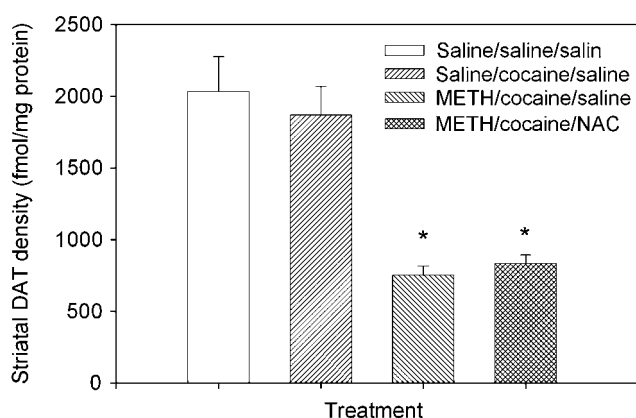 2500
2000
1500
1000
500
0
Striatal DAT density (fmol/mg protein)
Saline/saline/salin
Saline/cocaine/saline
METH/cocaine/saline
METH/cocaine/NAC
*
*
Treatment